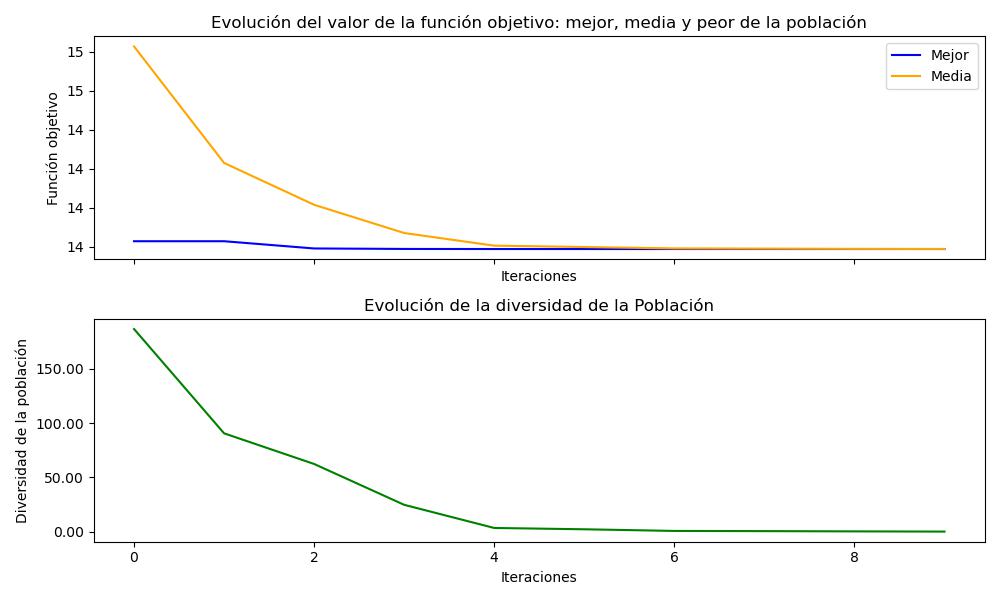 Evolución del valor de la función objetivo: mejor, media y peor de la población
Función objetivo
15
15
14
14
14
14
Mejor
Media
Iteraciones
Evolución de la diversidad de la Población
Diversidad de la población
150.00
100.00
50.00
0.00
0 2 4 6 8
Iteraciones